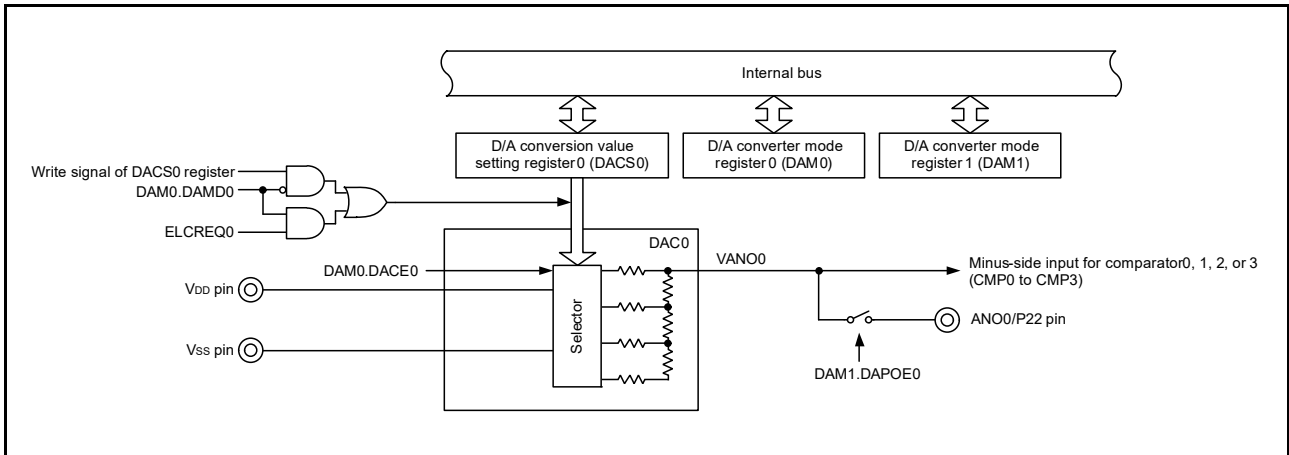 Internal bus
D/A conversion value
setting register 0 (DACS0)
D/A converter mode
register 0 (DAM0)
D/A converter mode
register 1 (DAM1)
Write signal of DACS0 register
DAM0.DAMD0
ELCREQ0
DAC0
DAM0.DACE0
VDD pin
VSS pin
Selector
VANO0
Minus-side input for comparator0, 1, 2, or 3
(CMP0 to CMP3)
ANO0/P22 pin
DAM1.DAPOE0